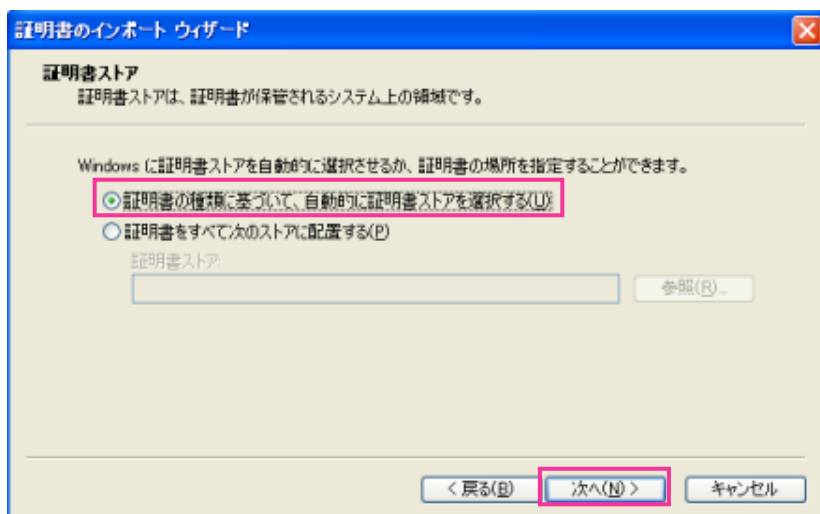 証明書のインポート ウィザード
証明書ストア
証明書ストアは、証明書が保管されるシステム上の領域です。
Windows に証明書ストアを自動的に選択させるか、証明書の場所を指定することができます。
証明書の種類に基づいて、自動的に証明書ストアを選択する(U)
証明書をすべて次のストアに配置する(P)
証明書ストア:
参照(R)...
< 戻る(B)
次へ(N) >
キャンセル